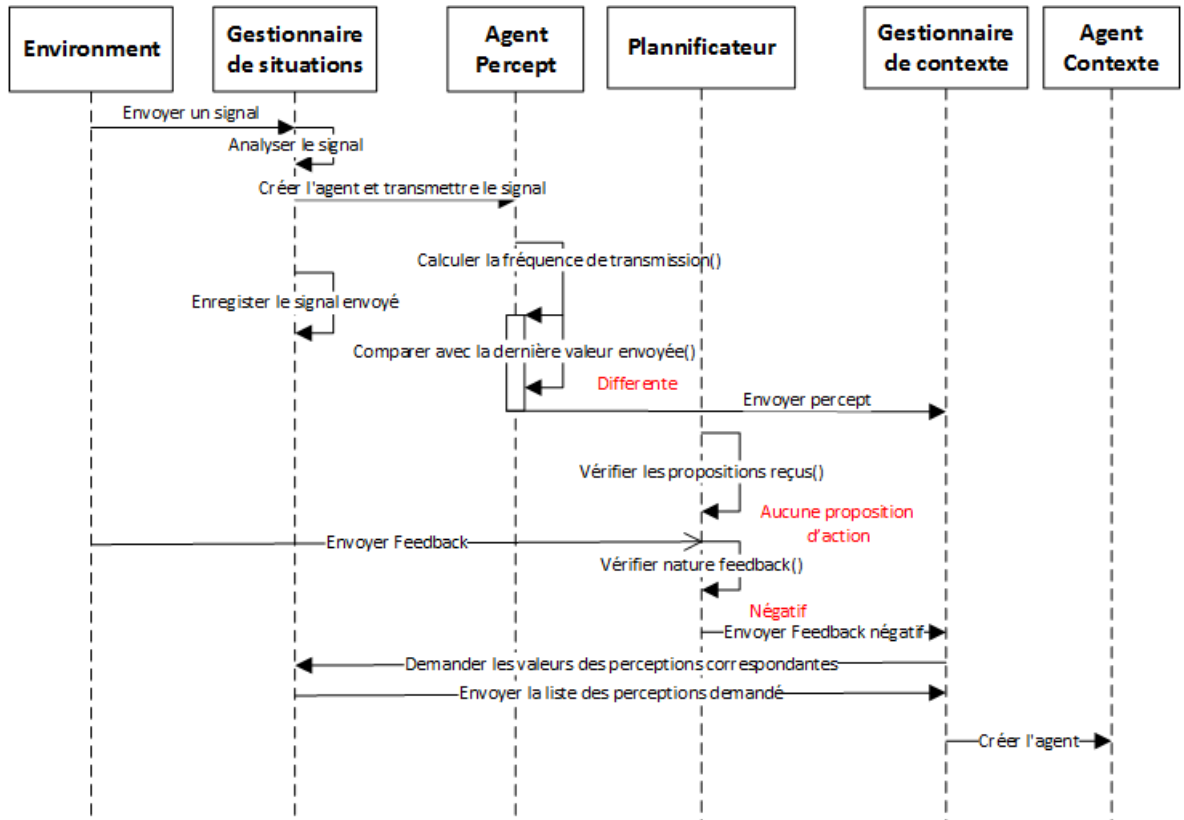 Environment
Gestionnaire
de situations
Agent
Percept
Plannificateur
Gestionnaire
de contexte
Agent
Contexte
Envoyer un signal
Analyser le signal
Créer l'agent et transmettre le signal
Calculer la fréquence de transmission()
Enregister le signal envoyé
Comparer avec la dernière valeur envoyée()
Differente
Envoyer percept
Vérifier les propositions reçus()
Aucune proposition
d'action
Envoyer Feedback
Vérifier nature feedback()
Négatif
Envoyer Feedback négatif
Demander les valeurs des perceptions correspondantes
Envoyer la liste des perceptions demandé
Créer l'agent